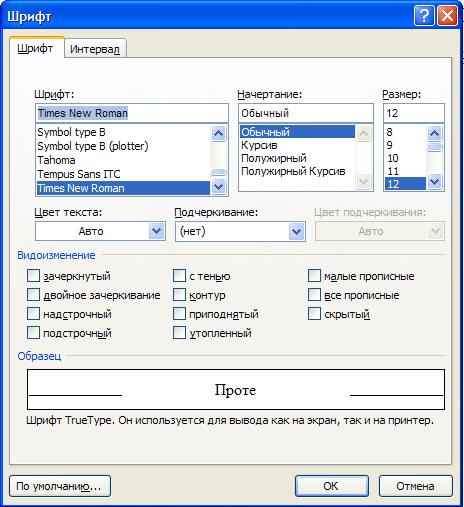 Шрифт
Шрифт Интервал
Шрифт: Начертание: Размер:
Times New Roman Обычный 12
Symbol type B Обычный 8
Symbol type B (plotter) Курсив 9
Tahoma Полужирный 10
Tempus Sans ITC Полужирный Курсив 11
Times New Roman 12
Цвет текста: Подчеркивание: Цвет подчеркивания:
Авто (нет) Авто
Видоизменение
зачеркнутый с тенью малые прописные
двойное зачеркивание контур все прописные
надстрочный приподнятый скрытый
подстрочный утопленный
Образец
Проте
Шрифт TrueType. Он используется для вывода как на экран, так и на принтер.
По умолчанию... ОК Отмена